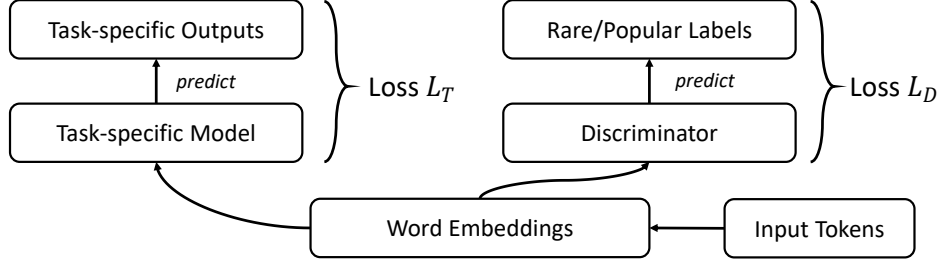 Task-specific Outputs
predict
Task-specific Model
Loss L_T
Rare/Popular Labels
predict
Discriminator
Loss L_D
Word Embeddings
Input Tokens